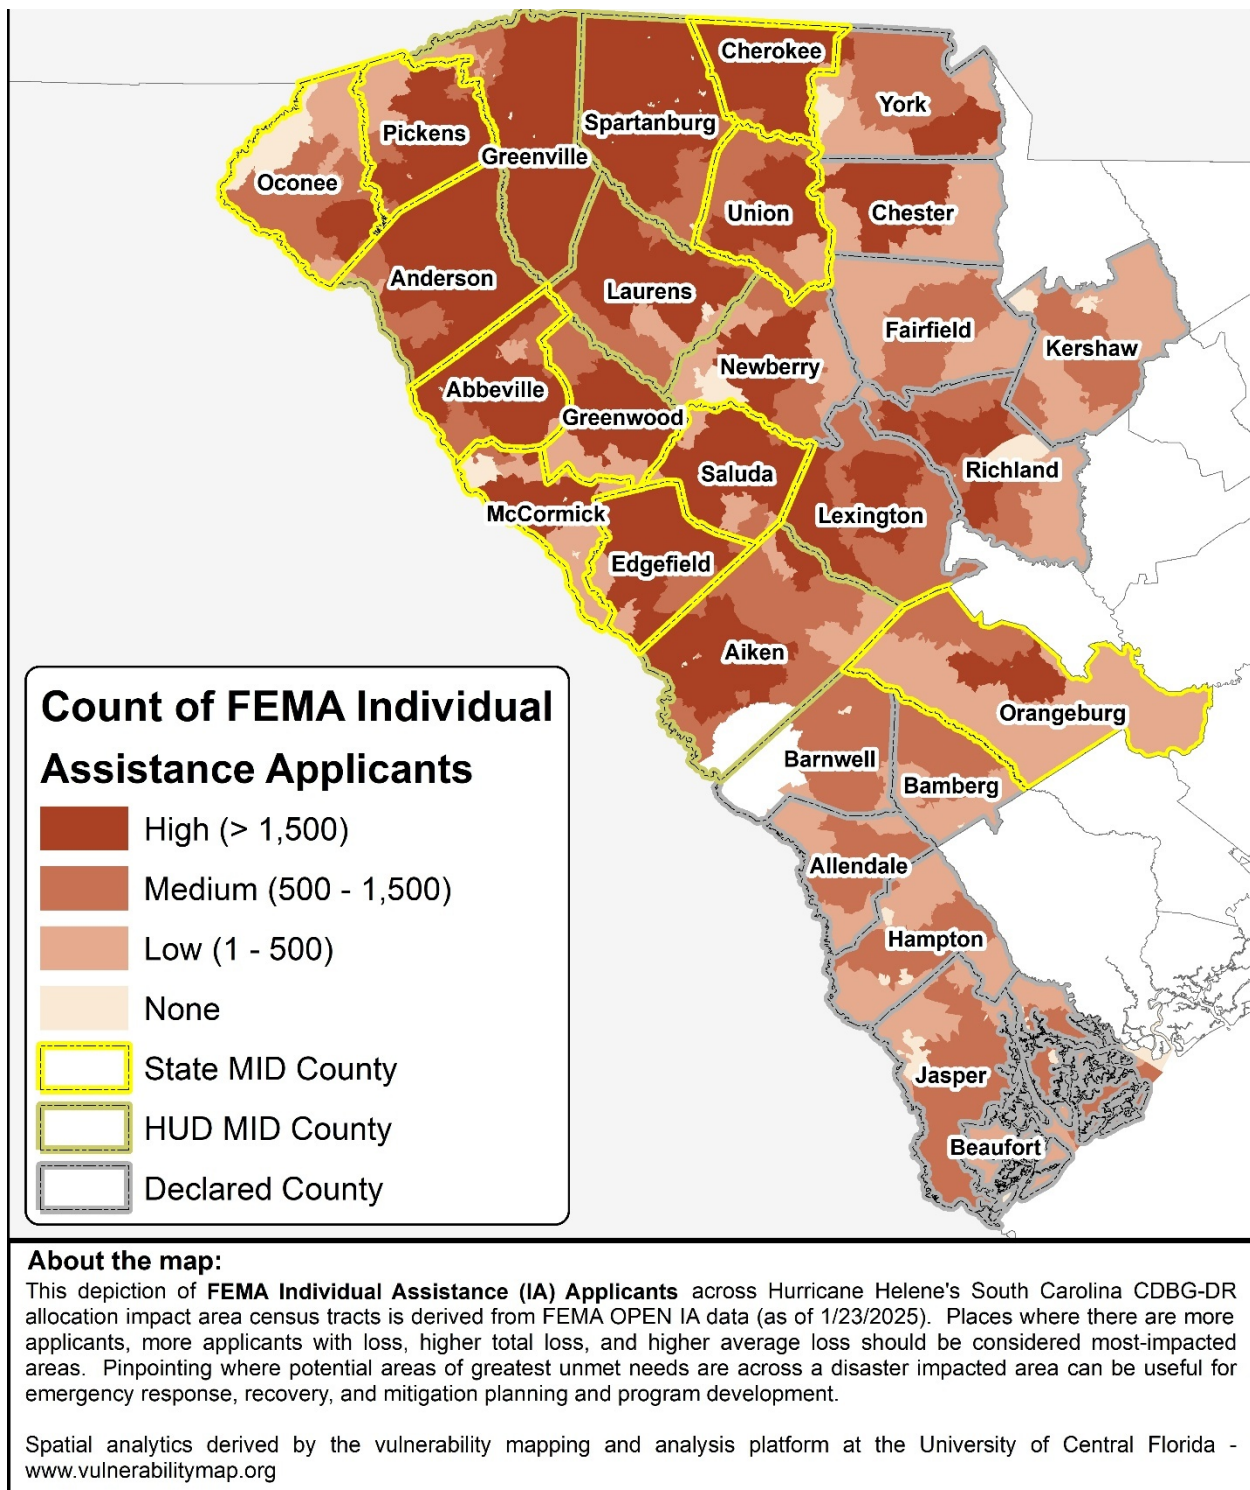 Cherokee
York
Pickens
Spartanburg
Greenville
Oconee
Union
Chester
Anderson
Laurens
Fairfield
Kershaw
Newberry
Abbeville
Greenwood
Richland
Saluda
McCormick
Lexington
Edgefield
Aiken
Orangeburg
Barnwell
Bamberg
Allendale
Hampton
Jasper
Beaufort
Count of FEMA Individual
Assistance Applicants
High (> 1,500)
Medium (500 - 1,500)
Low (1 - 500)
None
State MID County
HUD MID County
Declared County
About the map:
This depiction of FEMA Individual Assistance (IA) Applicants across Hurricane Helene's South Carolina CDBG-DR
allocation impact area census tracts is derived from FEMA OPEN IA data (as of 1/23/2025). Places where there are more
applicants, more applicants with loss, higher total loss, and higher average loss should be considered most-impacted
areas. Pinpointing where potential areas of greatest unmet needs are across a disaster impacted area can be useful for
emergency response, recovery, and mitigation planning and program development.
Spatial analytics derived by the vulnerability mapping and analysis platform at the University of Central Florida -
www.vulnerabilitymap.org